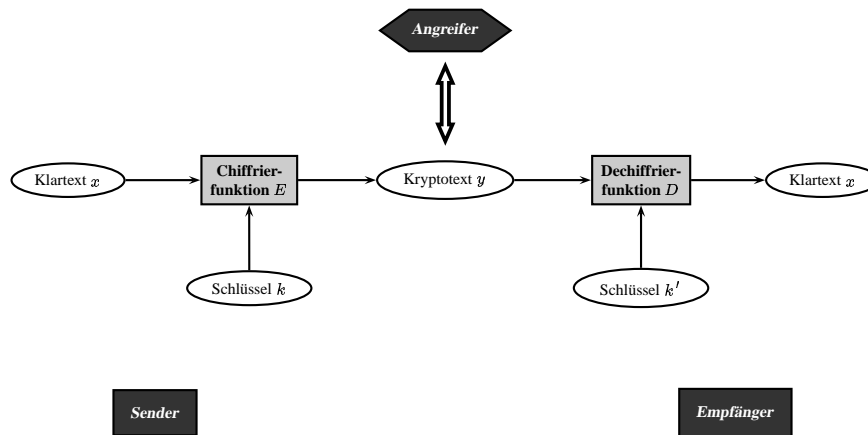 Angreifer
Klartext x
Chiffrier-
funktion E
Kryptotext y
Dechiffrier-
funktion D
Klartext x
Schlüssel k
Schlüssel k′
Sender
Empfänger